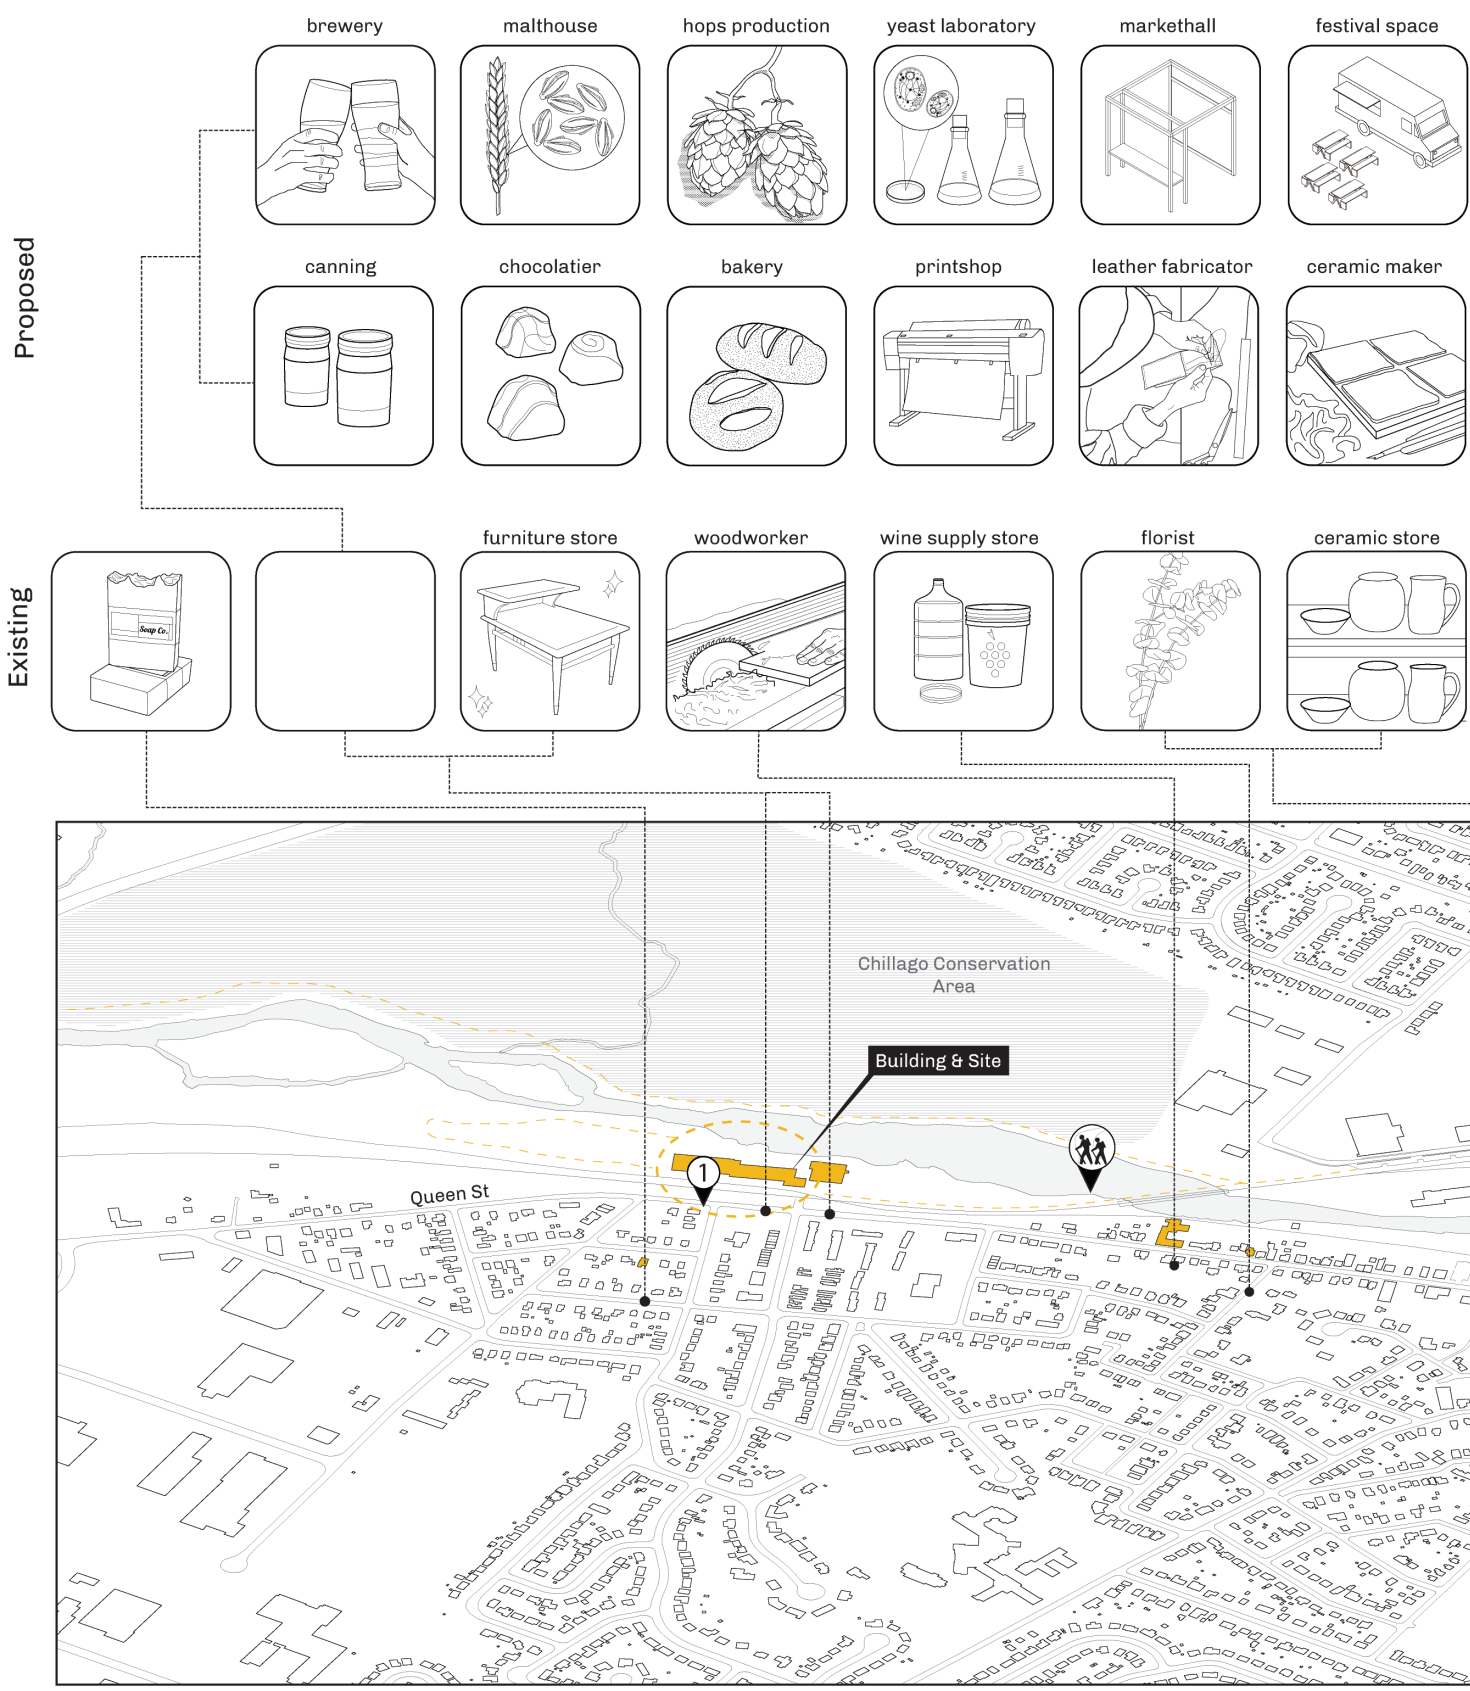 brewery
malthouse
hops production
yeast laboratory
markethall
festival space
Proposed
canning
chocolatier
bakery
printshop
leather fabricator
ceramic maker
Existing
furniture store
woodworker
wine supply store
florist
ceramic store
Soap Co.
Chillago Conservation
Area
Building & Site
1
Queen St